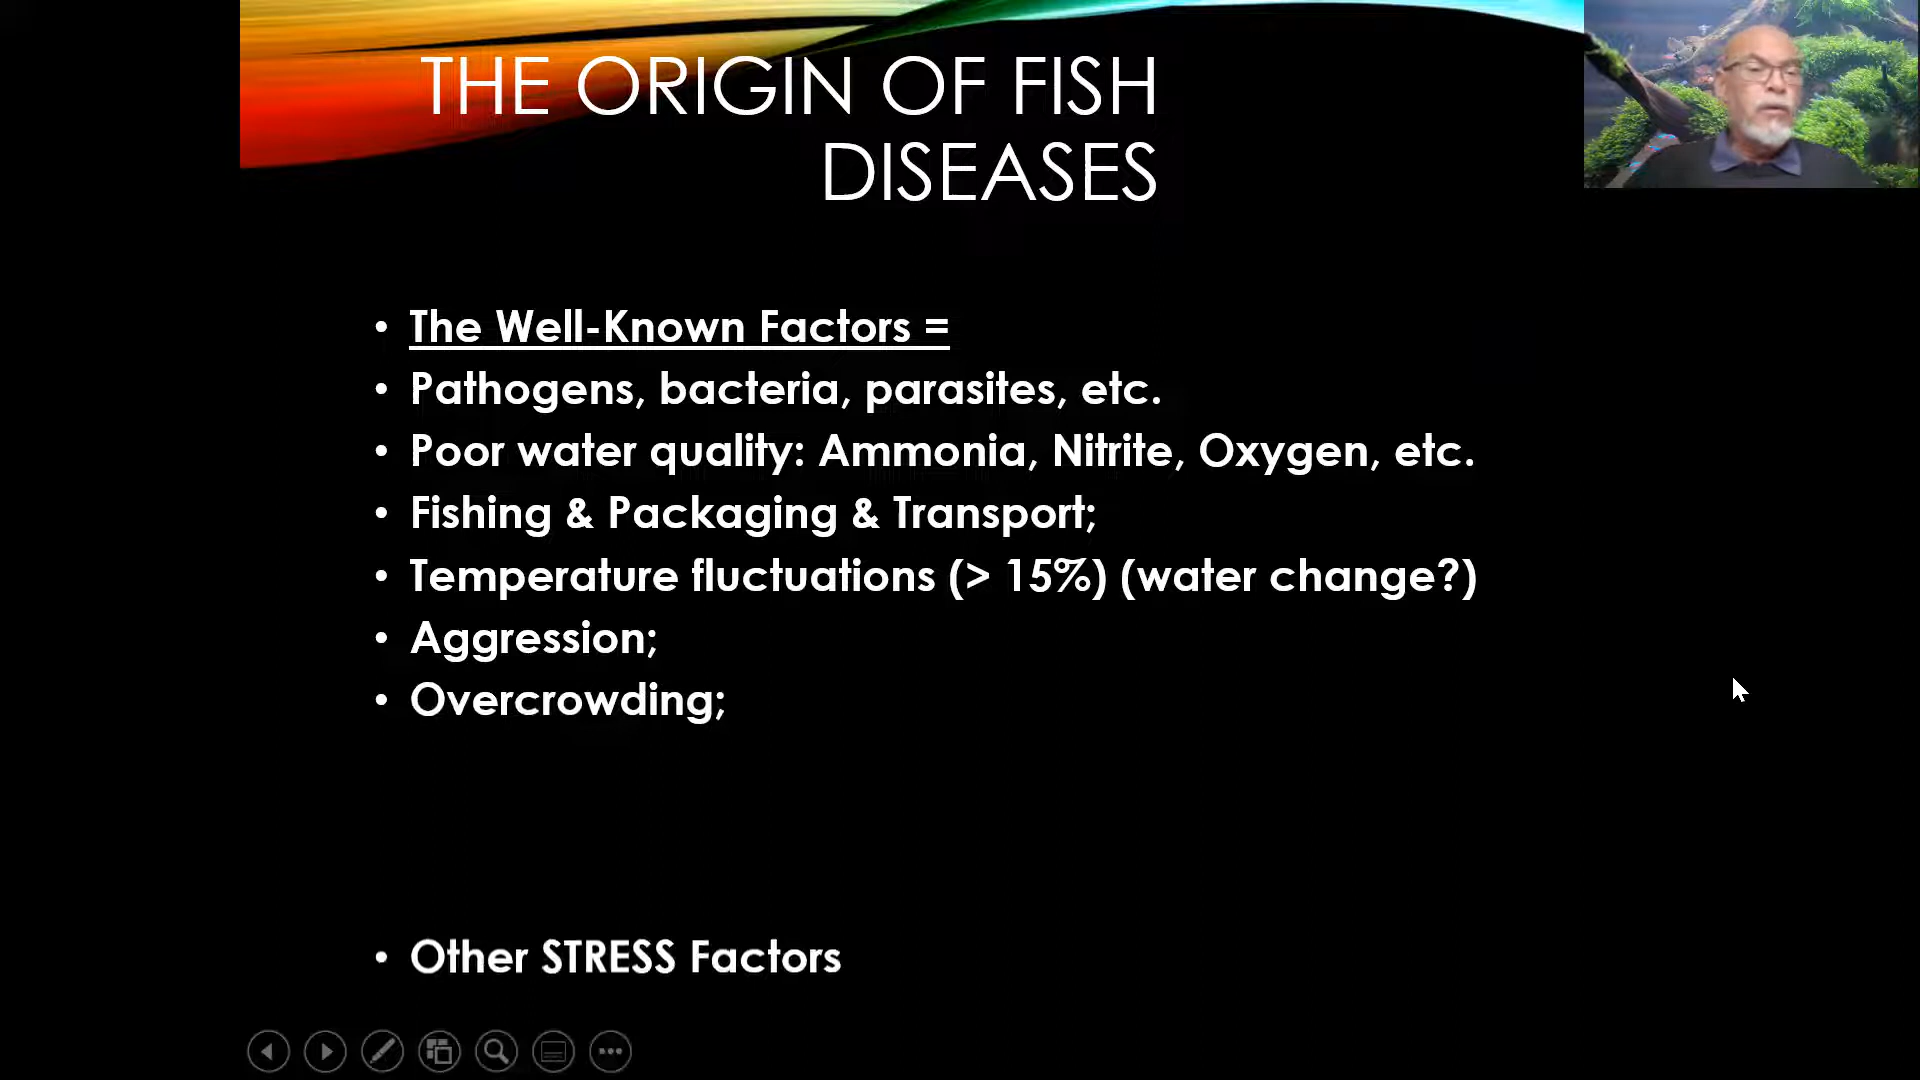 THE ORIGIN OF FISH
DISEASES
• The Well-Known Factors =
• Pathogens, bacteria, parasites, etc.
• Poor water quality: Ammonia, Nitrite, Oxygen, etc.
• Fishing & Packaging & Transport;
• Temperature fluctuations (> 15%) (water change?)
• Aggression;
• Overcrowding;
• Other STRESS Factors